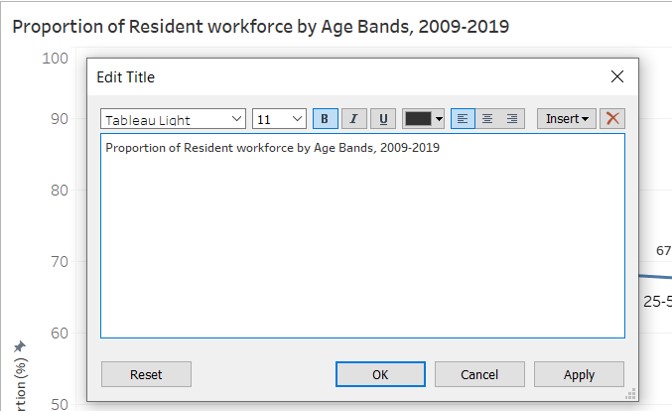 Proportion of Resident workforce by Age Bands, 2009-2019
100
Edit Title
Tableau Light
11
B
I
U
Insert
90
Proportion of Resident workforce by Age Bands, 2009-2019
80
67
70
25-5
60
rtion (%)
Reset
OK
Cancel
Apply
50